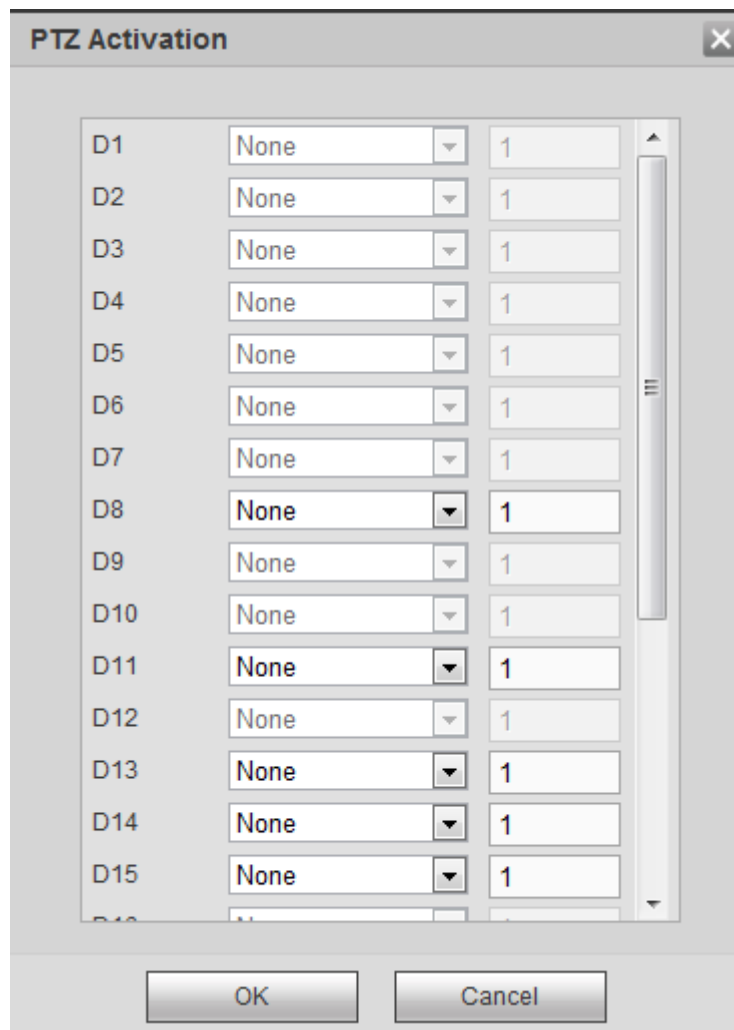 PTZ Activation
D1 None 1
D2 None 1
D3 None 1
D4 None 1
D5 None 1
D6 None 1
D7 None 1
D8 None 1
D9 None 1
D10 None 1
D11 None 1
D12 None 1
D13 None 1
D14 None 1
D15 None 1
OK Cancel